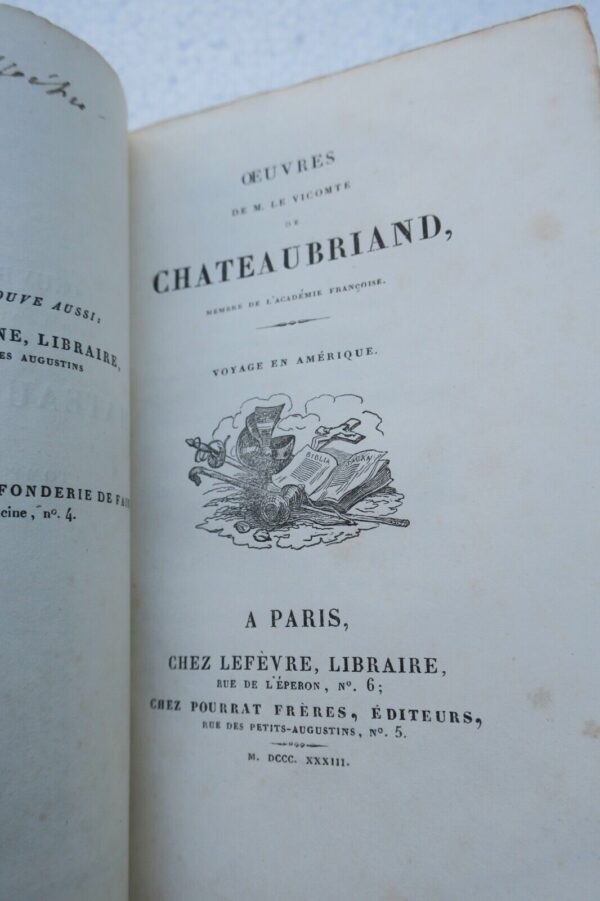 OUVE AUSSI;
NE, LIBRAIRE,
ES AUGUSTINS
FONDERIE DE FAI
cine, nº. 4.
ŒUVRES
DE M. LE VICOMTE
DE
CHATEAUBRIAND,
MEMBRE DE L'ACADÉMIE FRANÇOISE.
VOYAGE EN AMÉRIQUE.
BIBLIA
A PARIS,
CHEZ LEFÈVRE, LIBRAIRE,
RUE DE L'ÉPERON, Nº. 6;
CHEZ POURRAT FRÈRES, ÉDITEURS,
RUE DES PETITS-AUGUSTINS, Nº. 5.
M. DCCC. XXXIII.